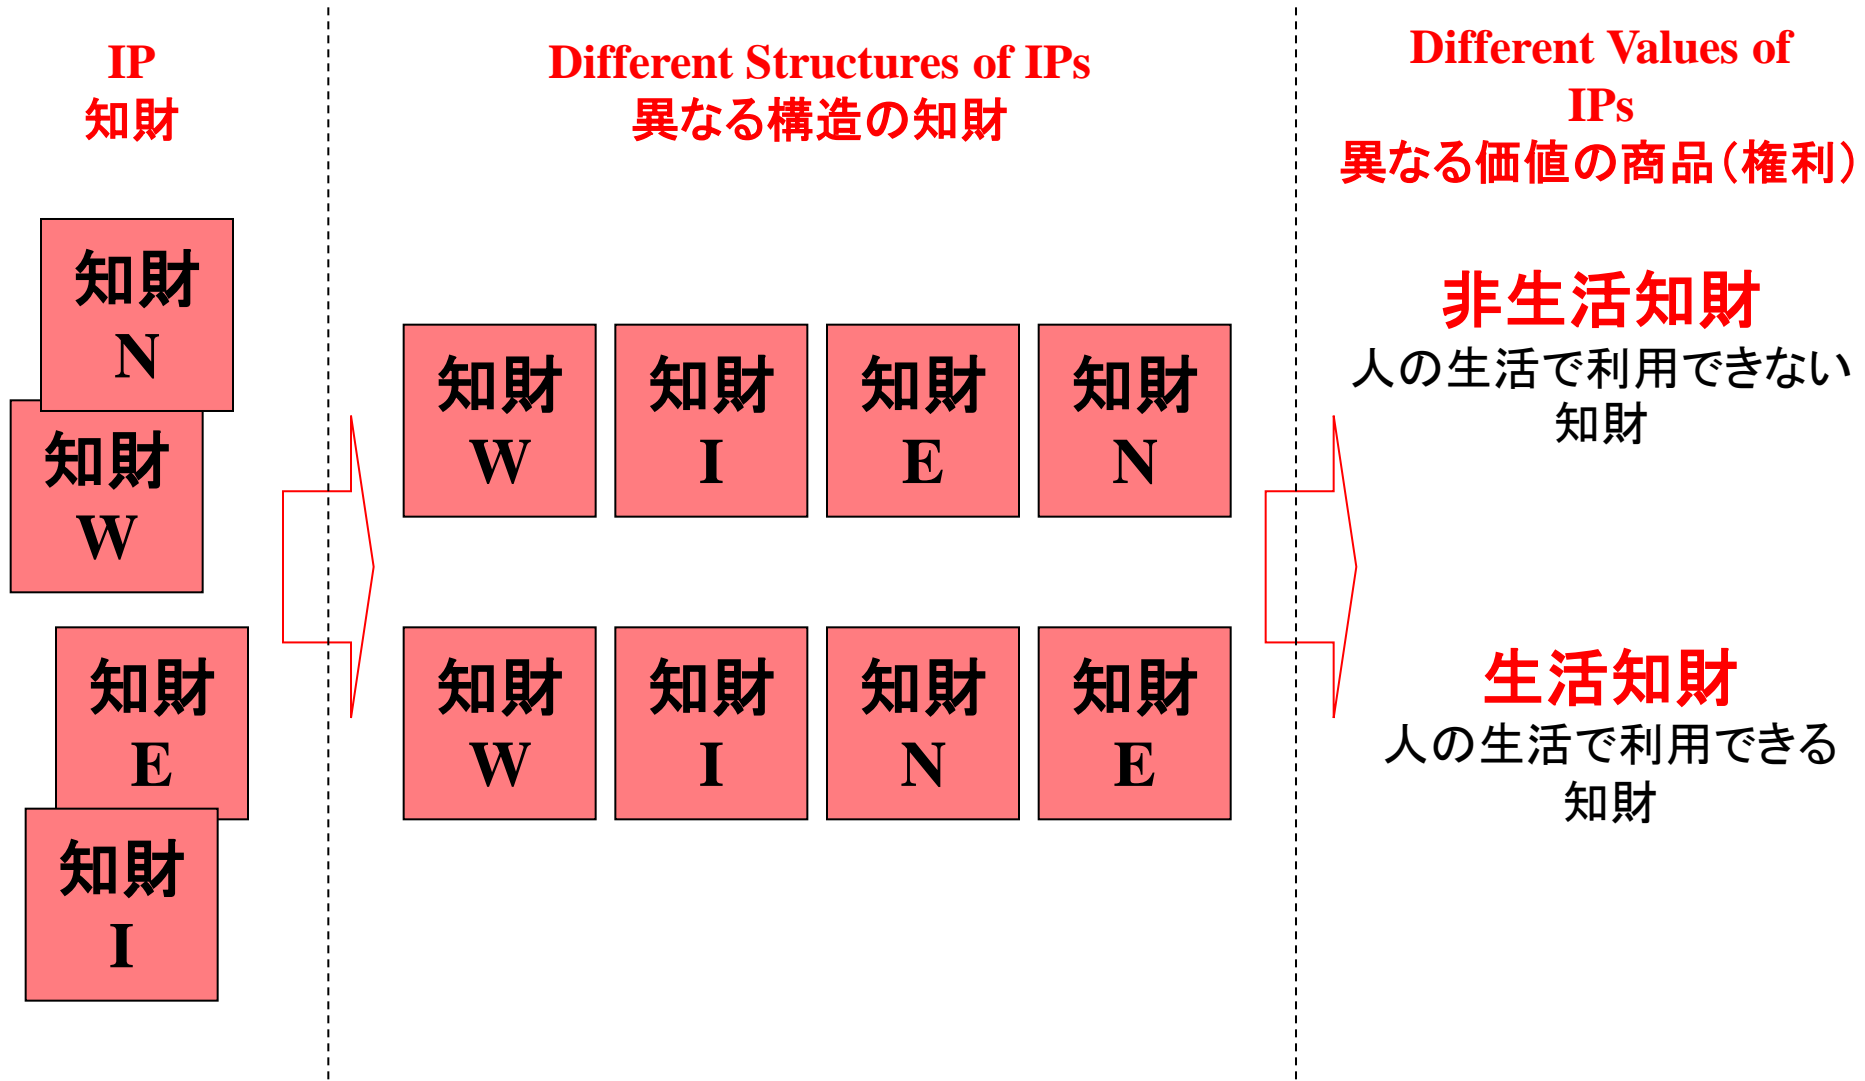 IP
知財
Different Structures of IPs
異なる構造の知財
Different Values of
IPs
異なる価値の商品（権利）
知財
N
知財
W
知財
E
知財
I
知財
W
知財
I
知財
E
知財
N
知財
W
知財
I
知財
N
知財
E
非生活知財
人の生活で利用できない
知財
生活知財
人の生活で利用できる
知財